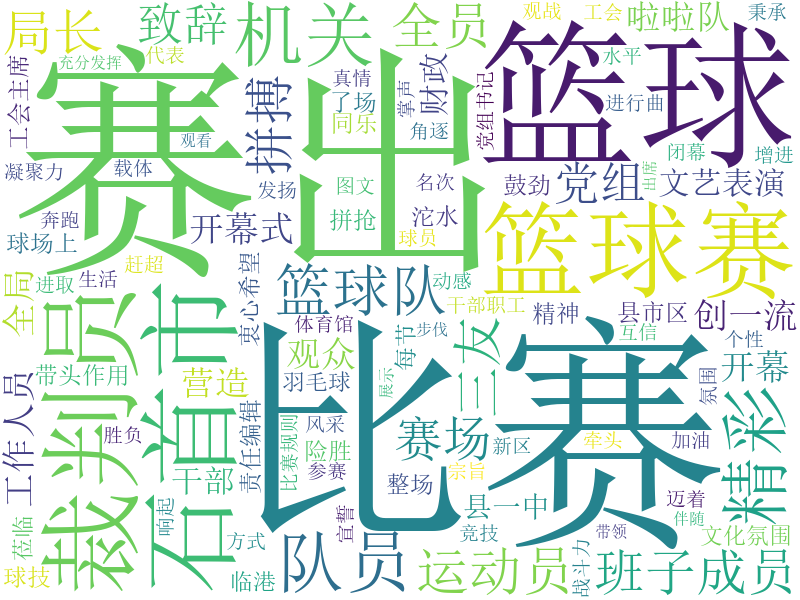 局长
致辞
机关
全员
啦啦队
观战
工会
秉承
充分发挥
代表
工会主席
观看
拼搏
真情
了场
同乐
掌声
财政
角逐
党组书记
水平
进行曲
篮球
赛出
凝聚力
载体
发扬
图文
名次
鼓劲
党组
闭幕
增进
出席
文艺表演
奔跑
球场上
开幕式
拼抢
沱水
球员
篮球赛
赶超
进取
生活
全局
衷心希望
篮球队
动感
干部职工
精神
县市区
创一流
裁判员
石首市
带头作用
营造
体育馆
观众
每节
步伐
三友
互信
个性
开幕
工作人员
羽毛球
展示
比赛
氛围
精彩
胜负
干部
责任编辑
比赛规则
风采
险胜
参赛
赛场
整场
新区
宗旨
牵头
加油
县一中
迈着
伴随
莅临
响起
方式
宣誓
竞技
文化氛围
带领
球技
临港
队员
运动员
战斗力
班子成员